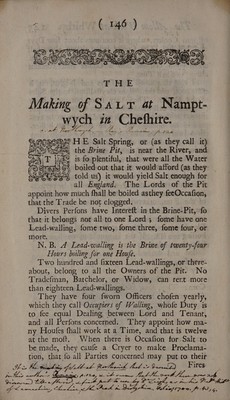 ( 146 )
THE
Making of SALT at Nampt-
wych in Cheshire.
THE Salt Spring, or (as they call it)
the Brine Pit, is near the River, and
is so plentiful, that were all the Water
boiled out that it would afford (as they
told us) it would yield Salt enough for
all England. The Lords of the Pit
appoint how much shall be boiled as they see Occasion,
that the Trade be not clogged.
Divers Persons have Interest in the Brine-Pit, so
that it belongs not all to one Lord; some have one
Lead-walling, some two, some three, some four, or
more.
N. B. A Lead-walling is the Brine of twenty-four
Hours boiling for one House.
Two hundred and sixteen Lead-wallings, or there-
about, belong to all the Owners of the Pit. No
Tradesman, Batchelor, or Widow, can rent more
than eighteen Lead-wallings.
They have four sworn Officers chosen yearly,
which they call Occupiers of Walling, whose Duty is
to see equal Dealing between Lord and Tenant,
and all Persons concerned. They appoint how ma-
ny Houses shall work at a Time, and that is twelve
at the most. When there is Occasion for Salt to
be made, they cause a Cryer to make Proclama-
tion, that so all Parties concerned may put to their
Fires